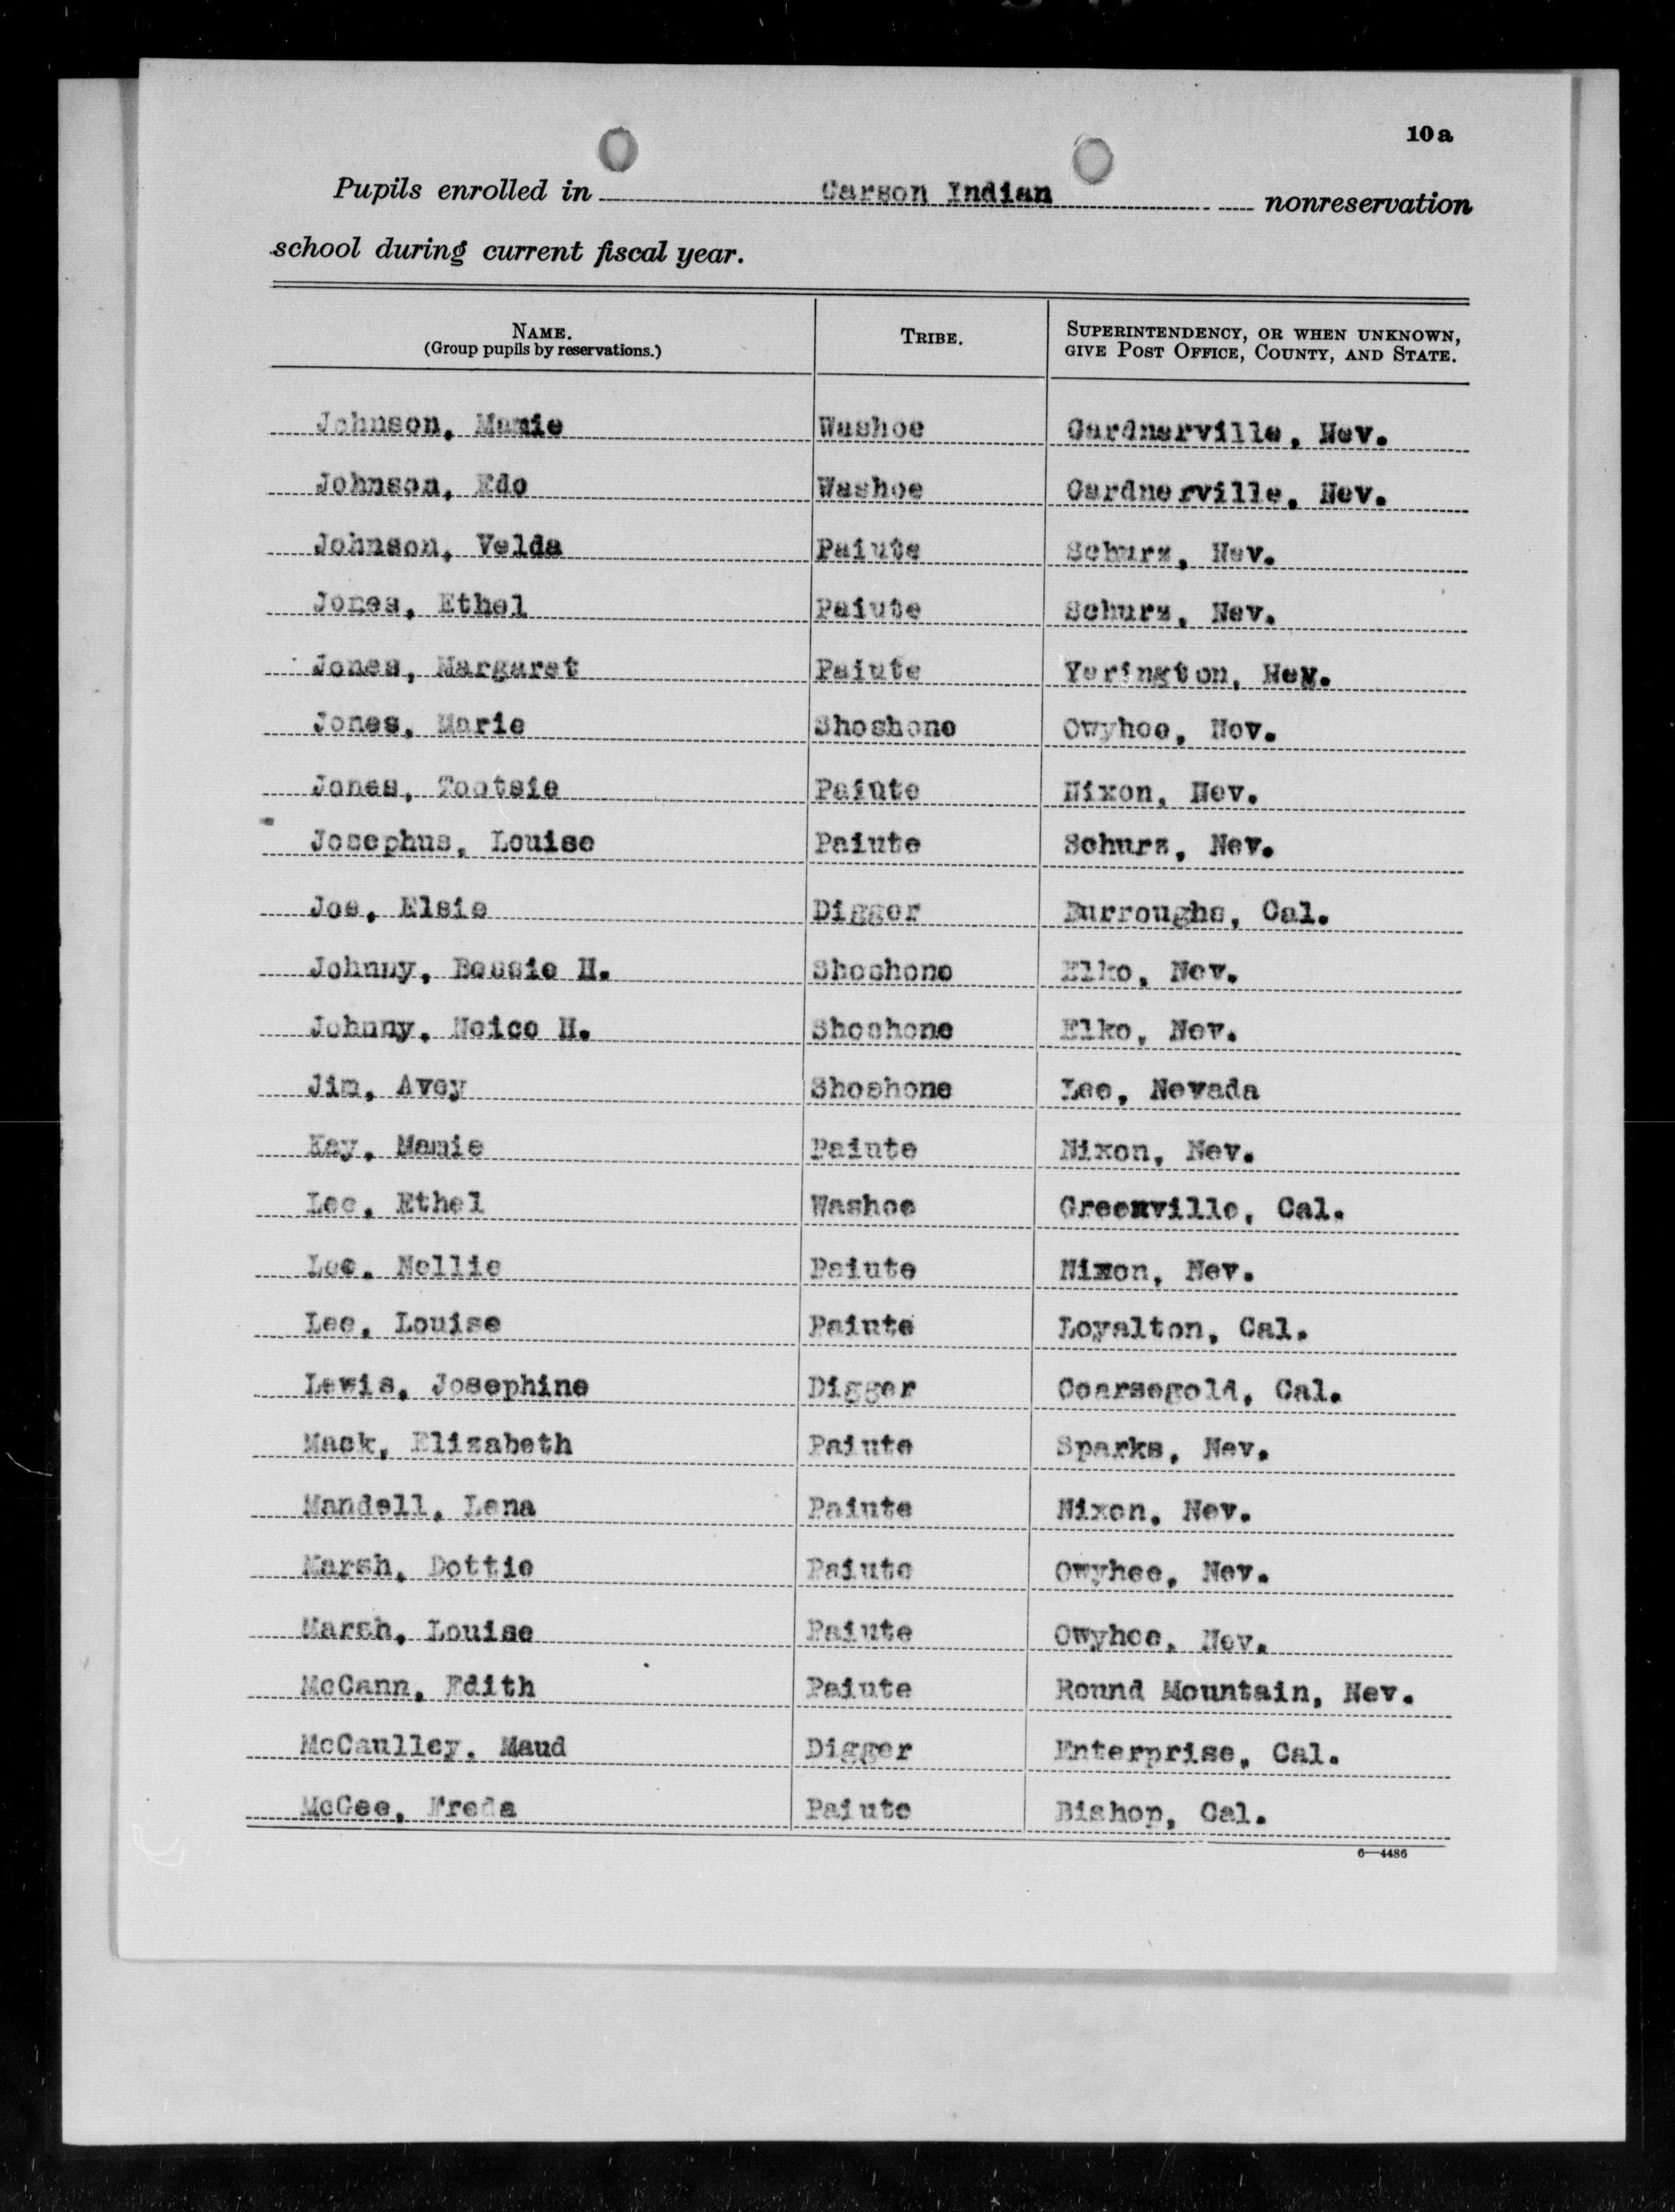 10a
Pupils enrolled in Carson Indian nonreservation
school during current fiscal year.
NAME. TRIBE. SUPERINTENDENCY, OR WHEN UNKNOWN,
(Group pupils by reservations.) GIVE POST OFFICE, COUNTY, AND STATE.
Johnson, Mamie Washoe Gardnerville, Nev.
Johnson, Edo Washoe Gardnerville, Nev.
Johnson, Velda Paiute Schurz, Nev.
Jones, Ethel Paiute Schurz, Nev.
Jones, Margaret Paiute Yerington, Nev.
Jones, Marie Shoshone Owyhee, Nev.
Jones, Tootsie Paiute Nixon, Nev.
Josephus, Louise Paiute Schurz, Nev.
Joe, Elsie Digger Burroughs, Cal.
Johnny, Bessie H. Shoshone Elko, Nev.
Johnny, Neice H. Shoshone Elko, Nev.
Jim, Avey Shoshone Lee, Nevada
Kay, Mamie Paiute Nixon, Nev.
Lee, Ethel Washoe Greenville, Cal.
Lee, Nellie Paiute Nixon, Nev.
Lee, Louise Paiute Loyalton, Cal.
Lewis, Josephine Digger Coarsegold, Cal.
Mack, Elizabeth Paiute Sparks, Nev.
Mandell, Lena Paiute Nixon, Nev.
Marsh, Dottie Paiute Owyhee, Nev.
Marsh, Louise Paiute Owyhee, Nev.
McCann, Edith Paiute Round Mountain, Nev.
McCaulley, Maud Digger Enterprise, Cal.
McGee, Freda Paiute Bishop, Cal.
6—4486